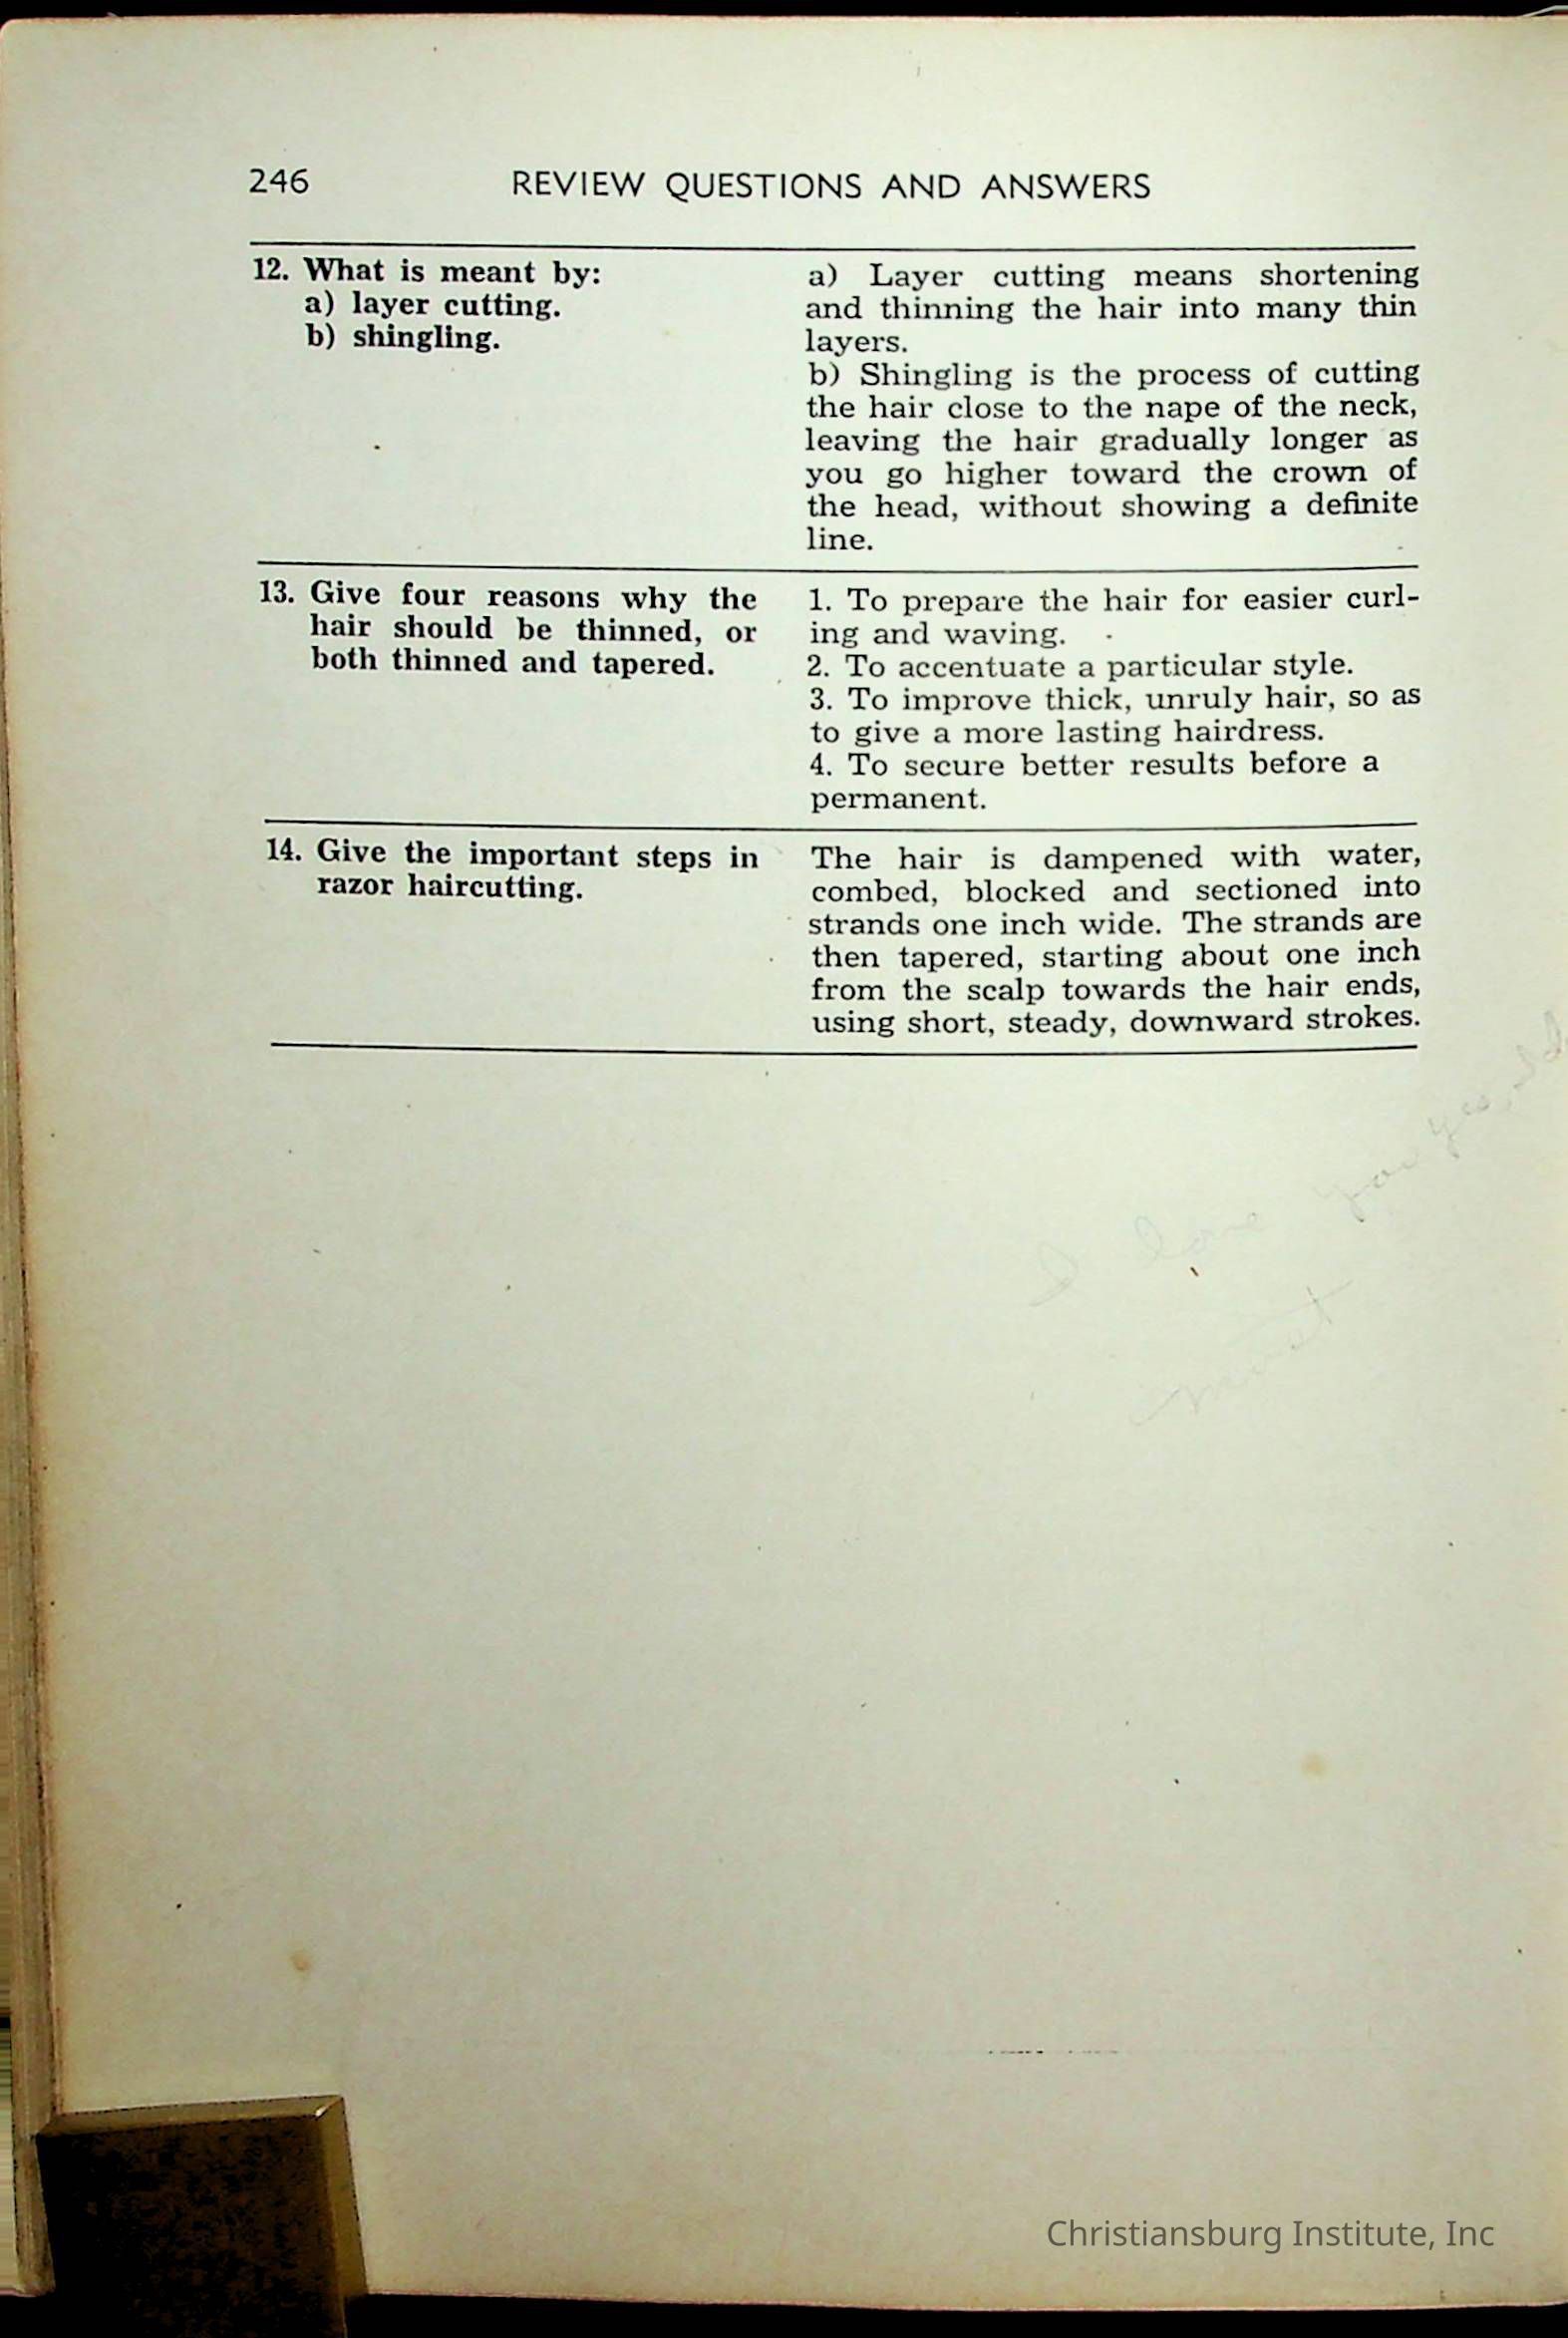 246 REVIEW QUESTIONS AND ANSWERS
12. What is meant by:
a) layer cutting.
b) shingling.
a) Layer cutting means shortening
and thinning the hair into many thin
layers.
b) Shingling is the process of cutting
the hair close to the nape of the neck,
leaving the hair gradually longer as
you go higher toward the crown of
the head, without showing a definite
line.
13. Give four reasons why the
hair should be thinned, or
both thinned and tapered.
1. To prepare the hair for easier curl-
ing and waving.
2. To accentuate a particular style.
3. To improve thick, unruly hair, so as
to give a more lasting hairdress.
4. To secure better results before a
permanent.
14. Give the important steps in
razor haircutting.
The hair is dampened with water,
combed, blocked and sectioned into
strands one inch wide. The strands are
then tapered, starting about one inch
from the scalp towards the hair ends,
using short, steady, downward strokes.
I love you yes, I
Christiansburg Institute, Inc